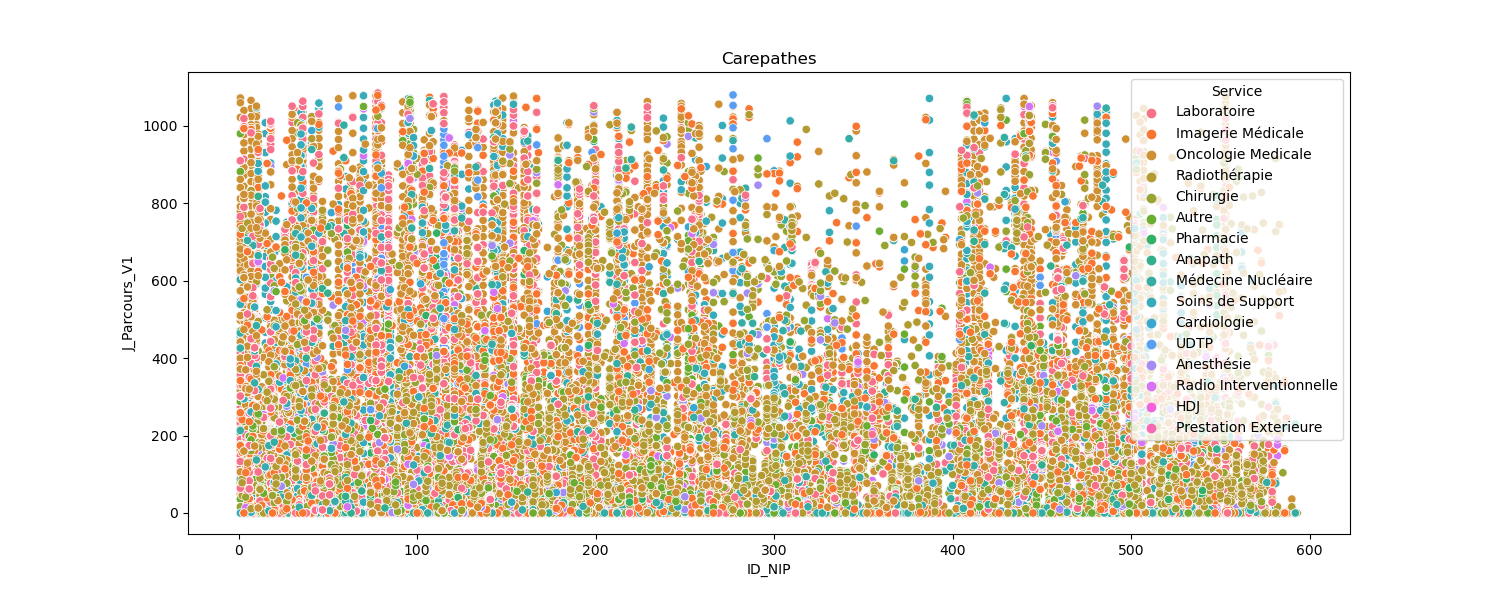 Carepathes
J_Parcours_V1
1000
800
600
400
200
0
0 100 200 300 400 500 600
ID_NIP
Service
Laboratoire
Imagerie Médicale
Oncologie Medicale
Radiothérapie
Chirurgie
Autre
Pharmacie
Anapath
Médecine Nucléaire
Soins de Support
Cardiologie
UDTP
Anesthésie
Radio Interventionnelle
HDJ
Prestation Exterieure